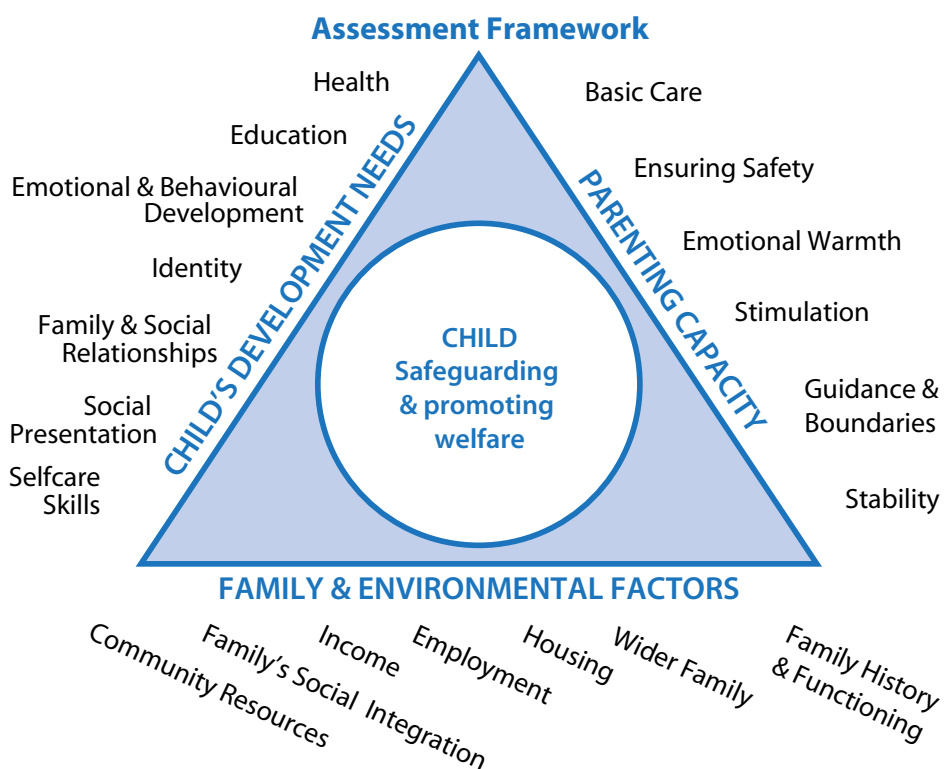 Assessment Framework
Health
Education
Emotional & Behavioural
Development
Identity
Family & Social
Relationships
Social
Presentation
Selfcare
Skills
CHILD'S DEVELOPMENT NEEDS
CHILD
Safeguarding
& promoting
welfare
PARENTING CAPACITY
Basic Care
Ensuring Safety
Emotional Warmth
Stimulation
Guidance &
Boundaries
Stability
FAMILY & ENVIRONMENTAL FACTORS
Community Resources
Family's Social Integration
Income
Employment
Housing
Wider Family
Family History
& Functioning